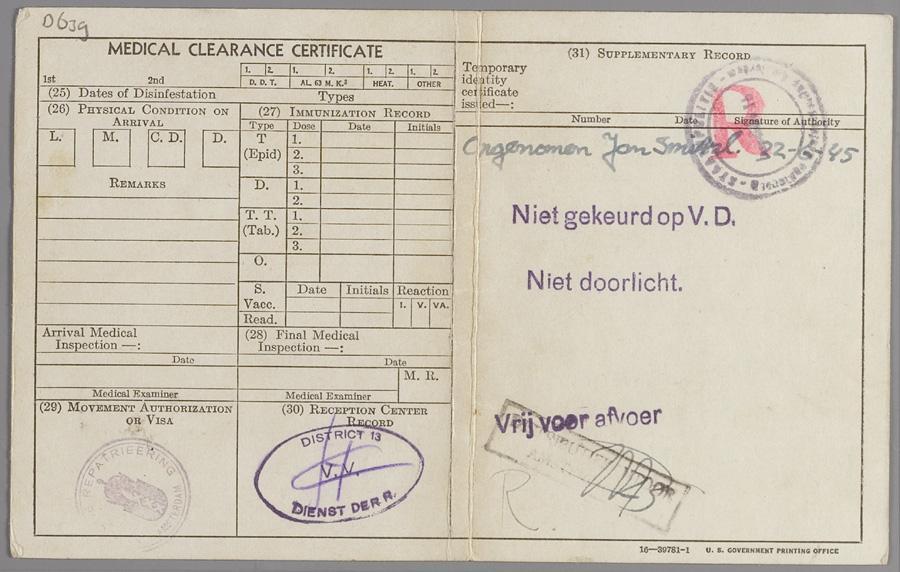 D639
MEDICAL CLEARANCE CERTIFICATE
1st 2nd
1. 2. 1. 2. 1. 2. 1. 2.
D. D. T. AL. 63 M. K.³ HEAT. OTHER
(25) Dates of Disinfestation Types
(26) PHYSICAL CONDITION ON ARRIVAL
L. M. C. D. D.
REMARKS
(27) IMMUNIZATION RECORD
Type Dose Date Initials
T (Epid) 1.
2.
3.
D. 1.
2.
T. T. (Tab.) 1.
2.
3.
O.
S. Date Initials Reaction
Vacc. I. V. VA.
Read.
Arrival Medical
Inspection —:
Date
Medical Examiner
(28) Final Medical
Inspection —:
Date
M. R.
Medical Examiner
(29) MOVEMENT AUTHORIZATION
OR VISA
REPATRIEERING
AMSTERDAM
(30) RECEPTION CENTER
RECORD
DISTRICT 13
V.V.
DIENST DER R.
(31) SUPPLEMENTARY RECORD
Temporary
identity
certificate
issued—:
Number Date Signature of Authority
R
Opgenomen Jan 45
Niet gekeurd op V. D.
Niet doorlicht.
Vrij voor afvoer
R.
16—39781-1 U. S. GOVERNMENT PRINTING OFFICE